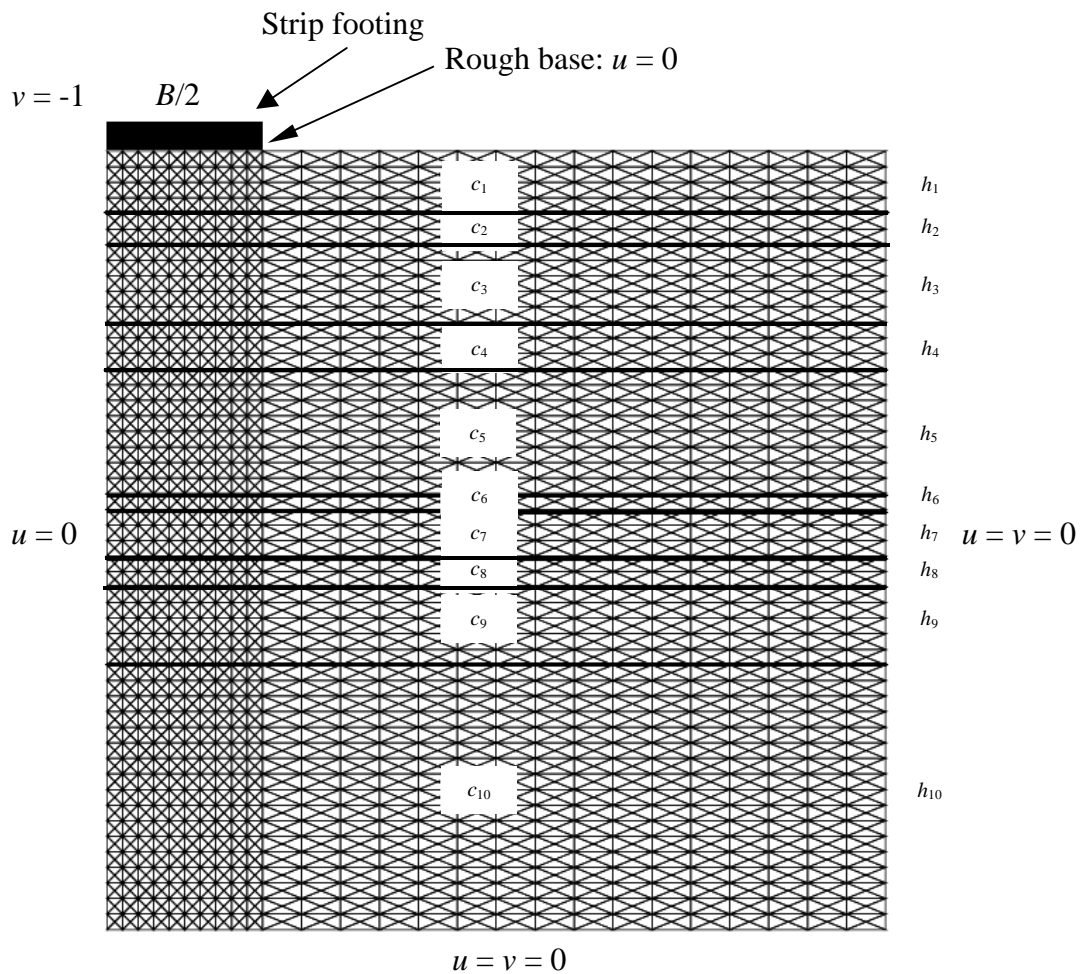 Strip footing
Rough base: u = 0
v = -1
B/2
c1
h1
c2
h2
c3
h3
c4
h4
c5
h5
c6
h6
u = 0
c7
h7
u = v = 0
c8
h8
c9
h9
c10
h10
u = v = 0